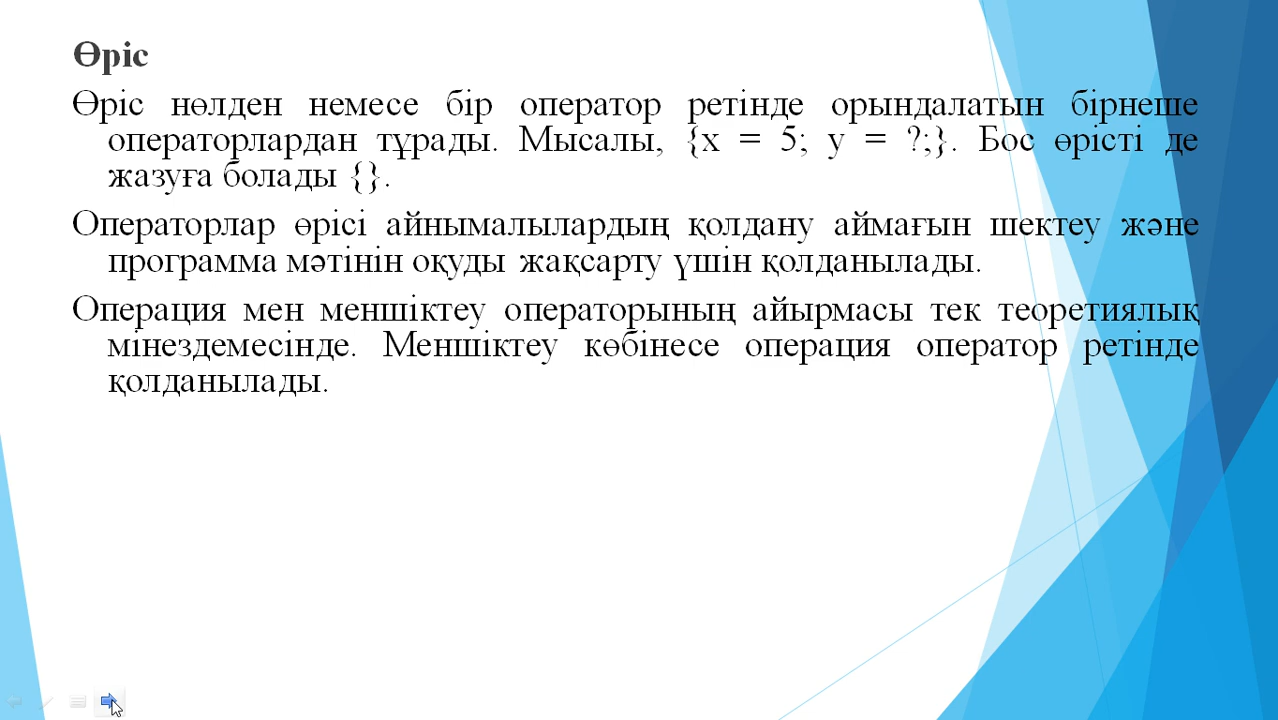 Өріс
Өріс нөлден немесе бір оператор ретінде орындалатын бірнеше
операторлардан тұрады. Мысалы, {x = 5; y = ?;}. Бос өрісті де
жазуға болады {}.
Операторлар өрісі айнымалылардың қолдану аймағын шектеу және
программа мәтінін оқуды жақсарту үшін қолданылады.
Операция мен меншіктеу операторының айырмасы тек теоретиялық
мінездемесінде. Меншіктеу көбінесе операция оператор ретінде
қолданылады.